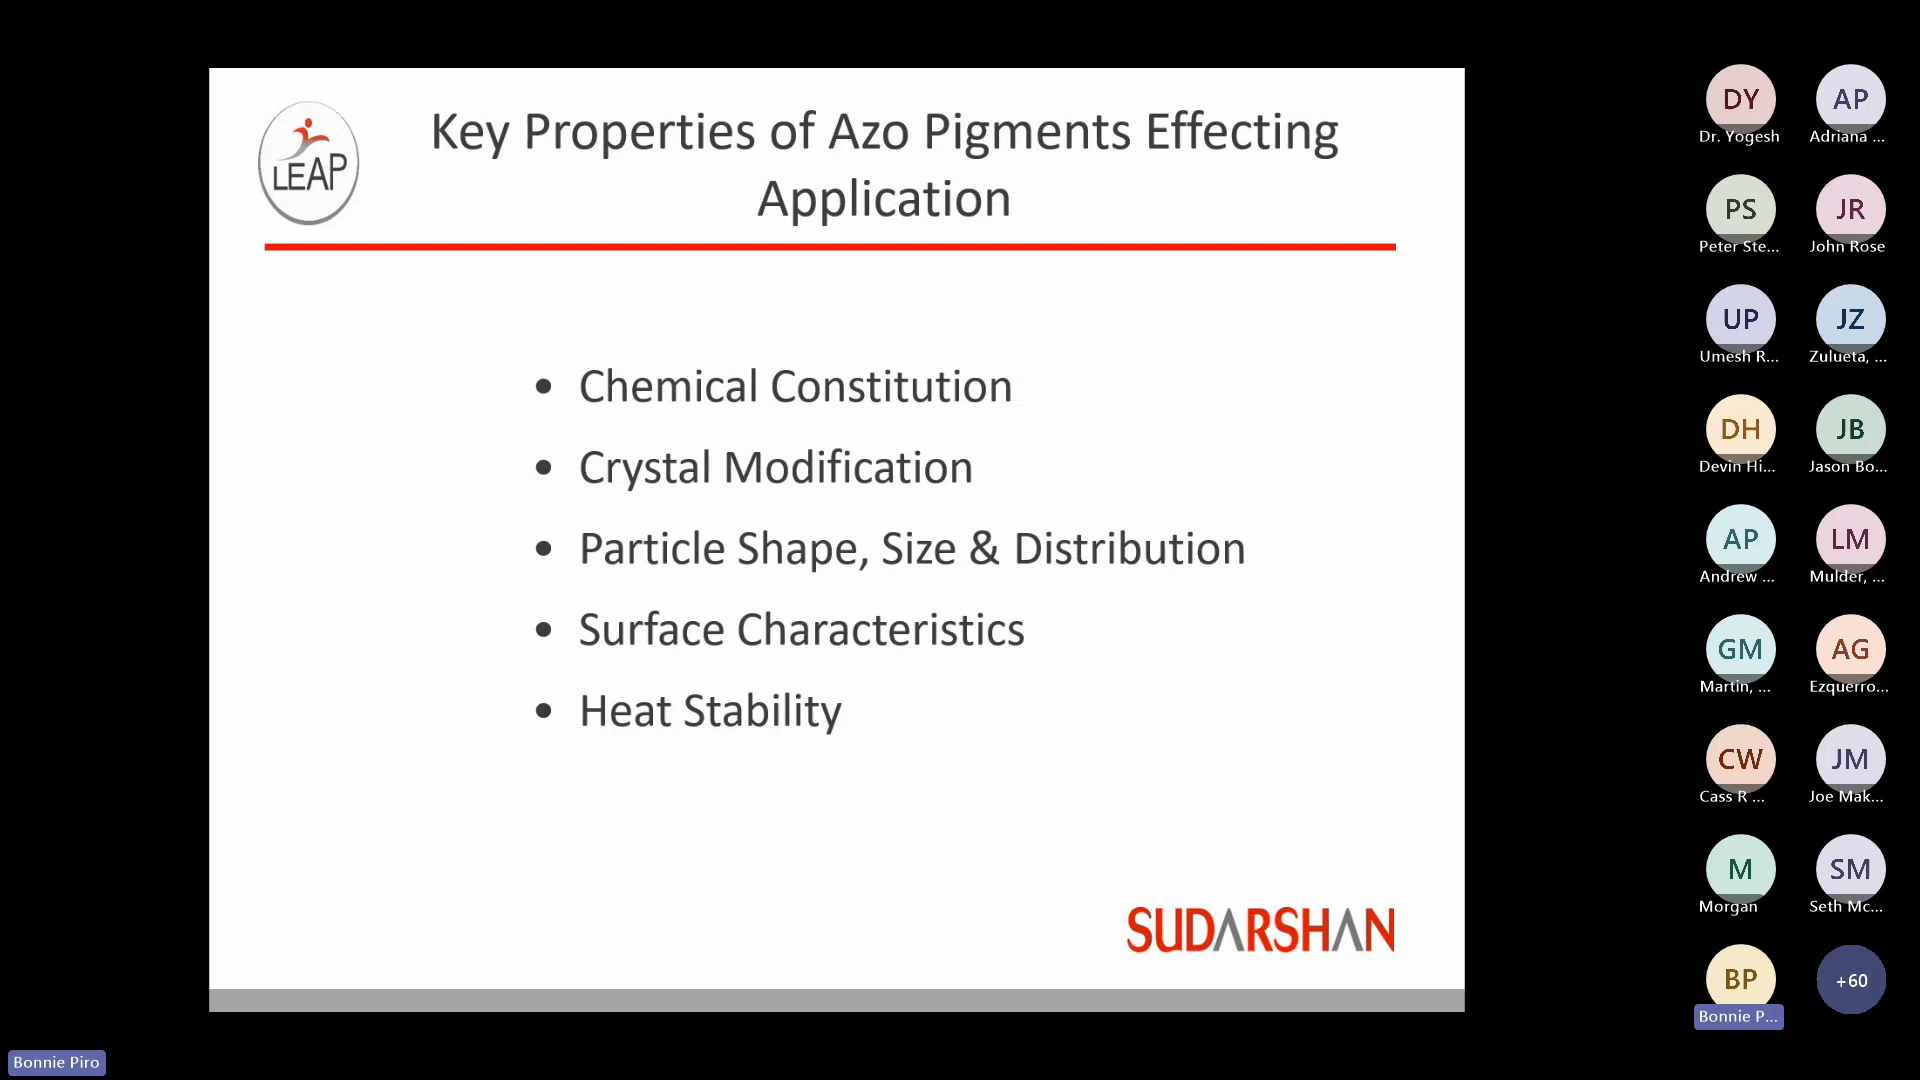 LEAP
Key Properties of Azo Pigments Effecting
Application
• Chemical Constitution
• Crystal Modification
• Particle Shape, Size & Distribution
• Surface Characteristics
• Heat Stability
SUDARSHAN
DY
Dr. Yogesh
AP
Adriana ...
PS
Peter Ste...
JR
John Rose
UP
Umesh R...
JZ
Zulueta, ...
DH
Devin Hi...
JB
Jason Bo...
AP
Andrew ...
LM
Mulder, ...
GM
Martin, ...
AG
Ezquerro...
CW
Cass R ...
JM
Joe Mak...
M
Morgan
SM
Seth Mc...
BP
Bonnie P...
+60
Bonnie Piro